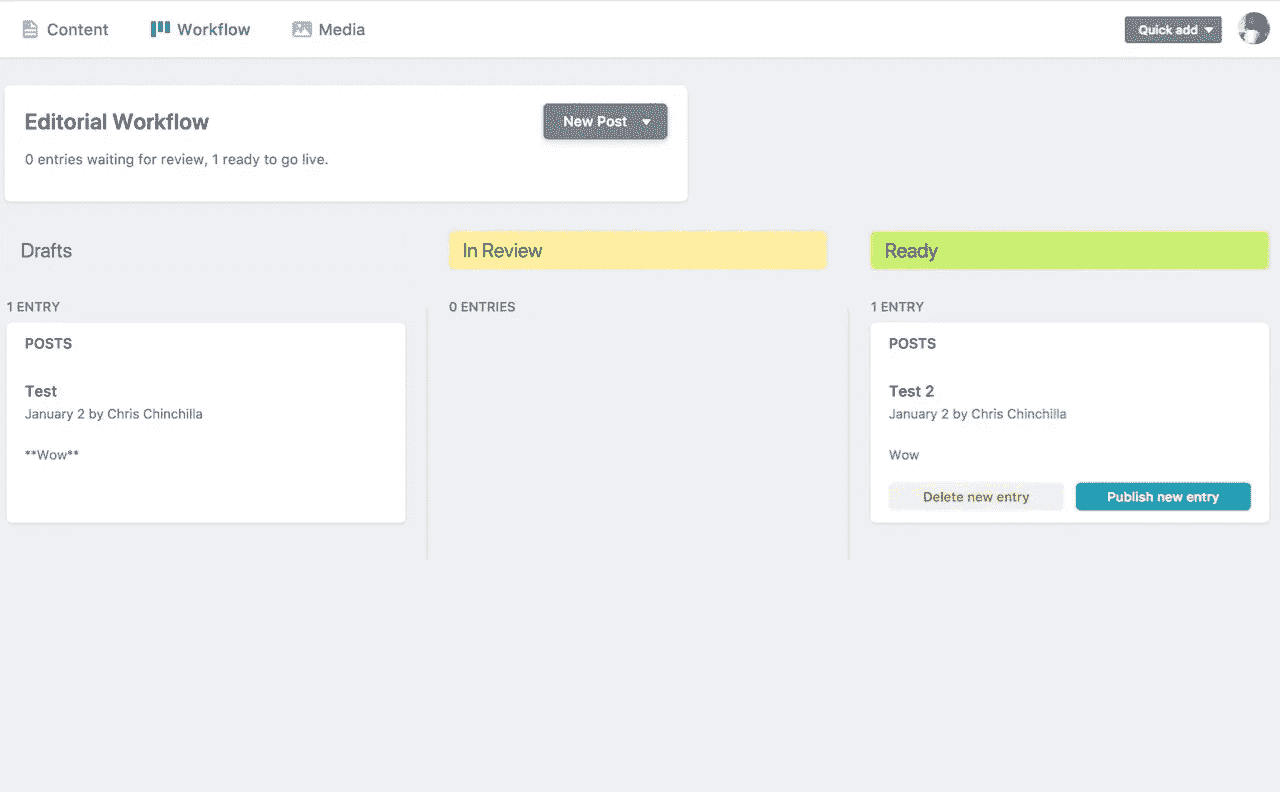 Content
Workflow
Media
Quick add
Editorial Workflow
New Post
0 entries waiting for review, 1 ready to go live.
Drafts
In Review
Ready
1 ENTRY
0 ENTRIES
1 ENTRY
POSTS
Test
January 2 by Chris Chinchilla
**Wow**
POSTS
Test 2
January 2 by Chris Chinchilla
Wow
Delete new entry
Publish new entry